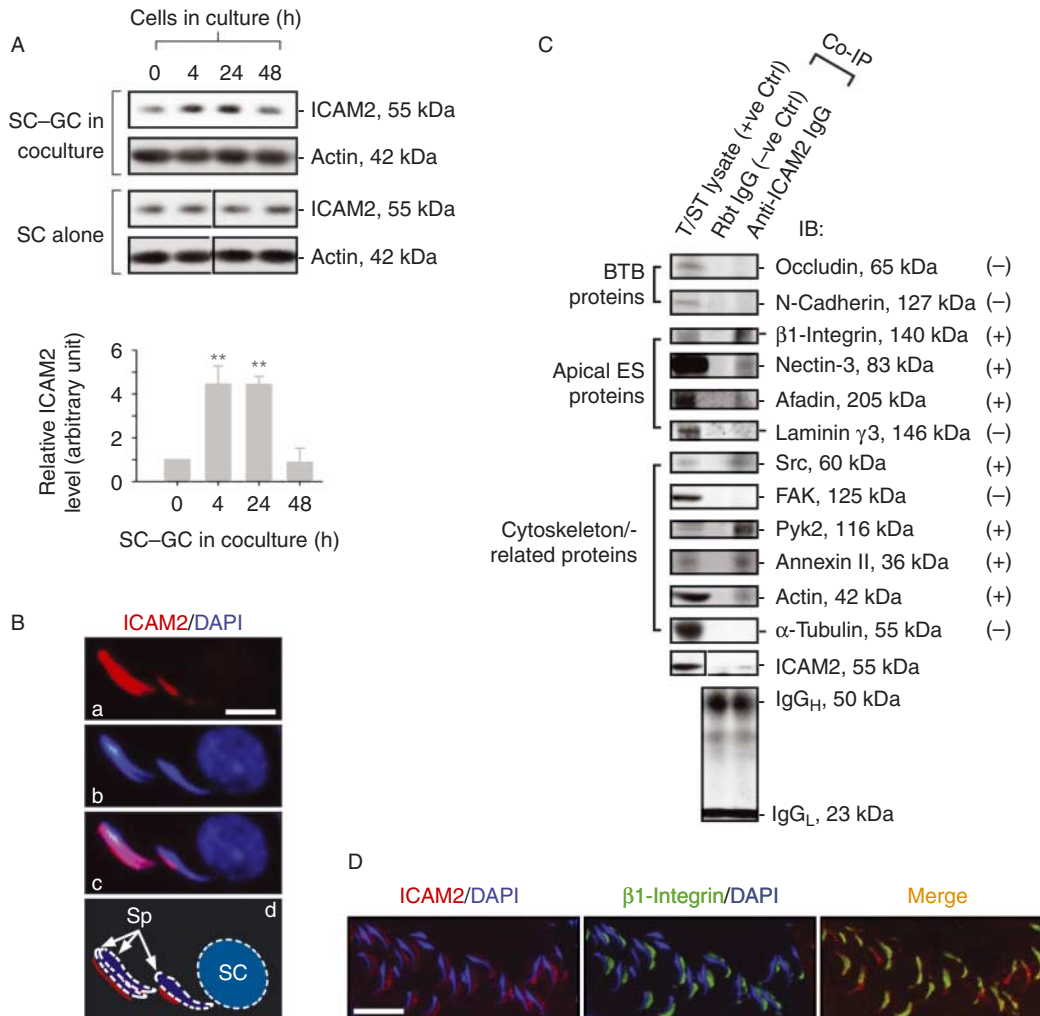 A
Cells in culture (h)
0 4 24 48
SC–GC in
coculture
ICAM2, 55 kDa
Actin, 42 kDa
SC alone
ICAM2, 55 kDa
Actin, 42 kDa
Relative ICAM2
level (arbitrary unit)
6
4
2
0
** **
0 4 24 48
SC–GC in coculture (h)
B
ICAM2/DAPI
a
b
c
d
Sp
SC
C
Co-IP
T/ST lysate (+ve Ctrl)
Rbt IgG (–ve Ctrl)
Anti-ICAM2 IgG
IB:
BTB
proteins
Occludin, 65 kDa (–)
N-Cadherin, 127 kDa (–)
Apical ES
proteins
β1-Integrin, 140 kDa (+)
Nectin-3, 83 kDa (+)
Afadin, 205 kDa (+)
Laminin γ3, 146 kDa (–)
Cytoskeleton/-
related proteins
Src, 60 kDa (+)
FAK, 125 kDa (–)
Pyk2, 116 kDa (+)
Annexin II, 36 kDa (+)
Actin, 42 kDa (+)
α-Tubulin, 55 kDa (–)
ICAM2, 55 kDa
IgGH, 50 kDa
IgGL, 23 kDa
D
ICAM2/DAPI
β1-Integrin/DAPI
Merge